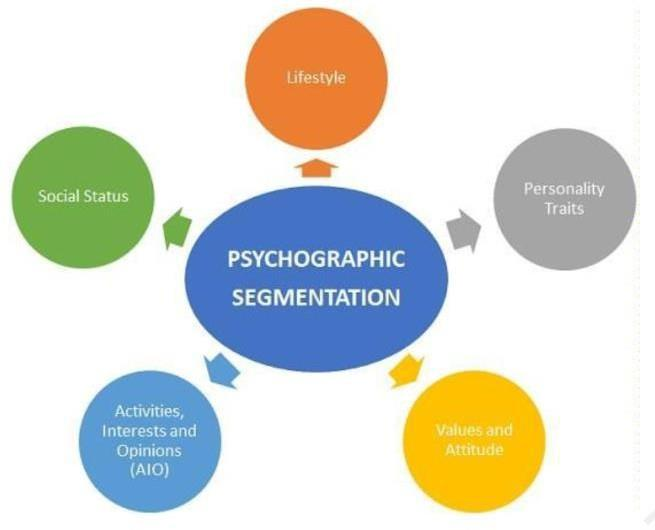 Lifestyle
Social Status
Personality
Traits
PSYCHOGRAPHIC
SEGMENTATION
Activities,
Interests and
Opinions
(AIO)
Values and
Attitude